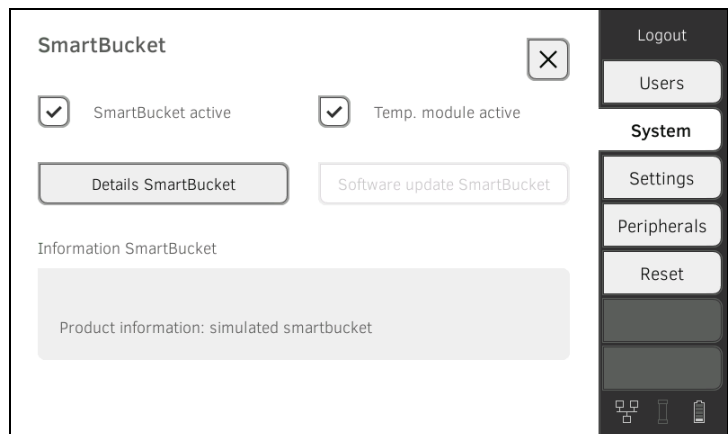 SmartBucket
SmartBucket active
Temp. module active
Details SmartBucket
Software update SmartBucket
Information SmartBucket
Product information: simulated smartbucket
Logout
Users
System
Settings
Peripherals
Reset